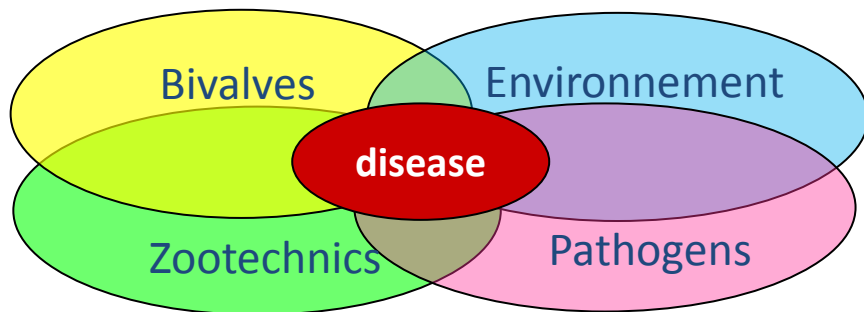 Bivalves
Environnement
disease
Zootechnics
Pathogens